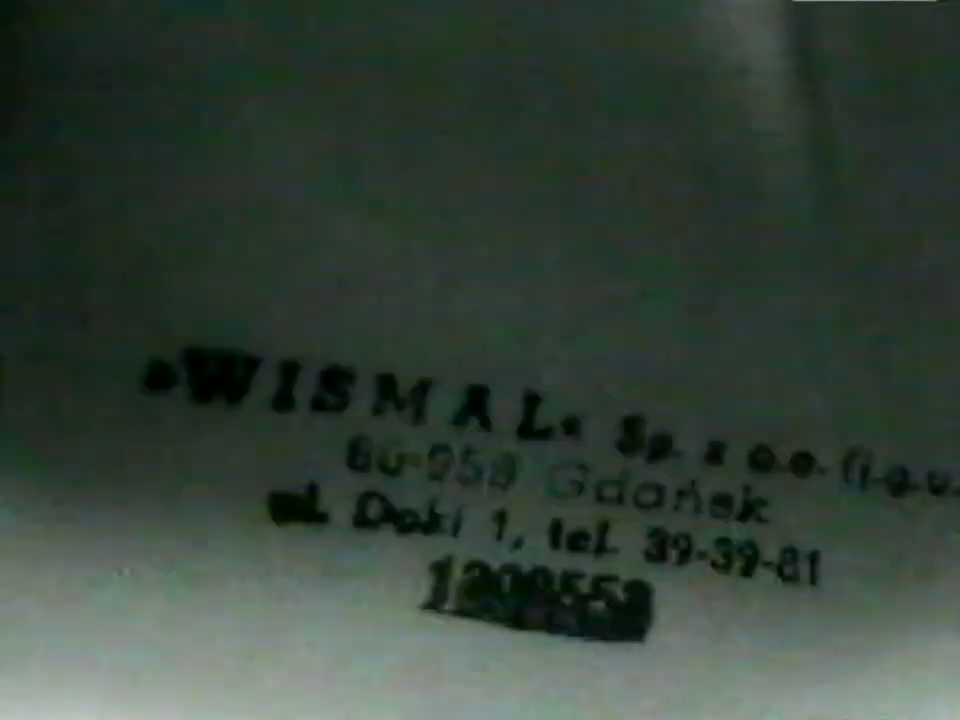 »WISMAL« Sp. z o.o. (j.g.u.
80-958 Gdańsk
ul. Doki 1, tel. 39-39-81